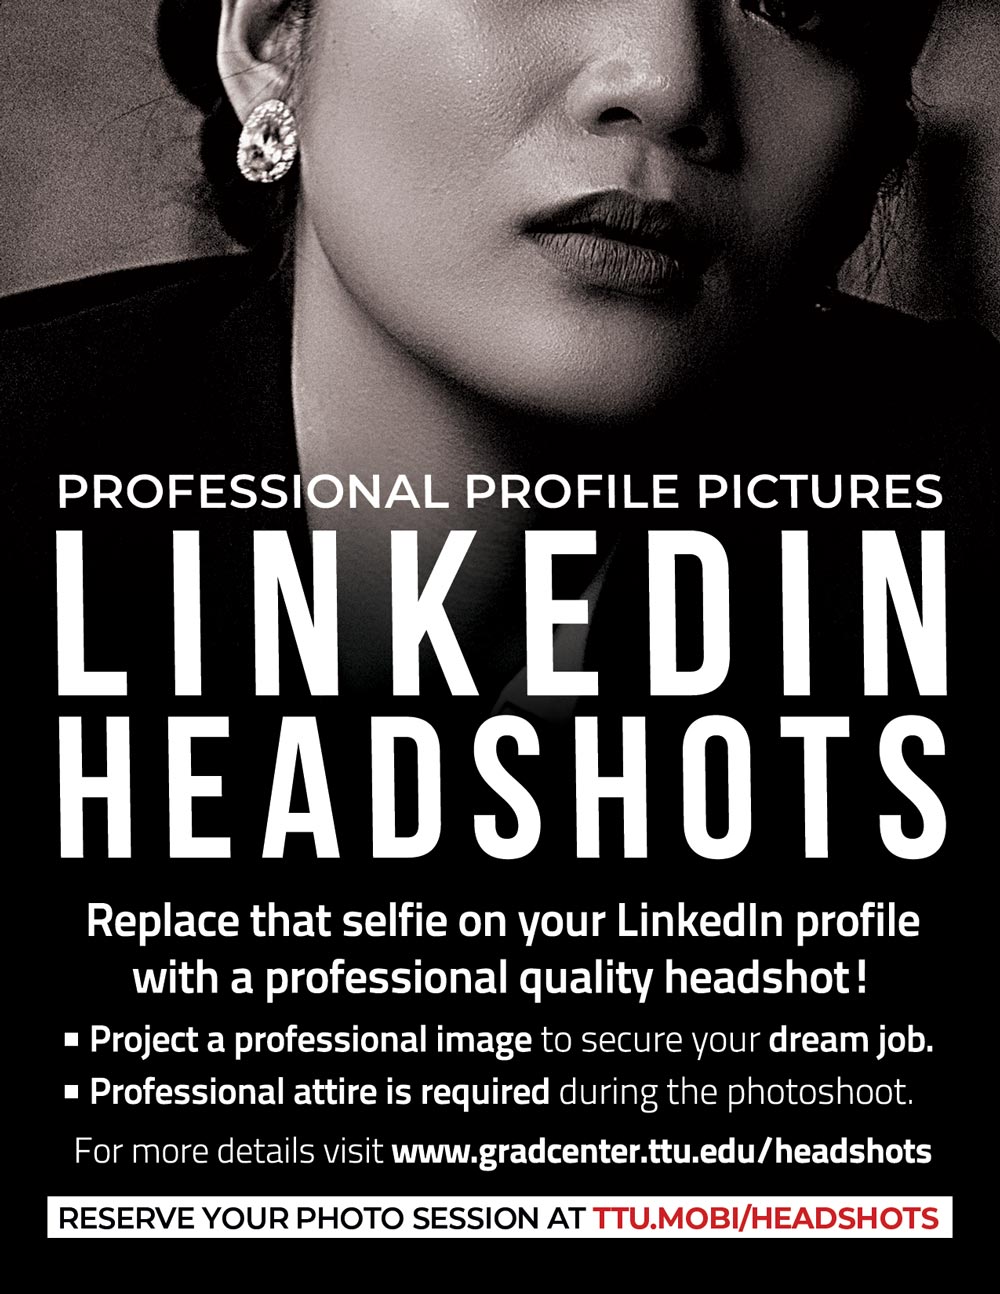 PROFESSIONAL PROFILE PICTURES
LINKEDIN
HEADSHOTS
Replace that selfie on your LinkedIn profile
with a professional quality headshot!
▪ Project a professional image to secure your dream job.
▪ Professional attire is required during the photoshoot.
For more details visit www.gradcenter.ttu.edu/headshots
RESERVE YOUR PHOTO SESSION AT TTU.MOBI/HEADSHOTS